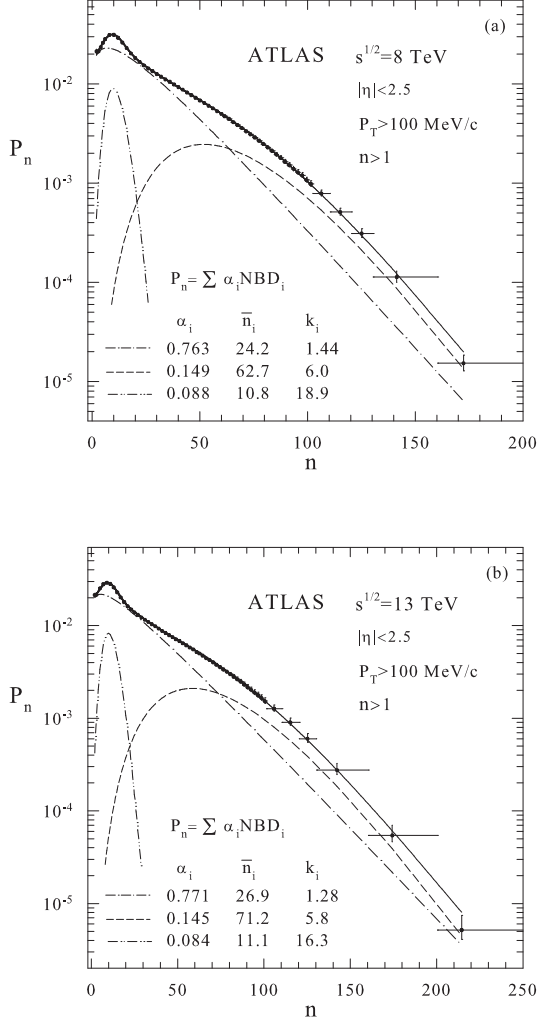 (a)
ATLAS s^1/2=8 TeV
|η|<2.5
P_T>100 MeV/c
n>1
P_n
10^-2
10^-3
10^-4
10^-5
P_n= ∑ α_iNBD_i
α_i n̅_i k_i
0.763 24.2 1.44
0.149 62.7 6.0
0.088 10.8 18.9
0 50 100 150 200
n
(b)
ATLAS s^1/2=13 TeV
|η|<2.5
P_T>100 MeV/c
n>1
P_n
10^-2
10^-3
10^-4
10^-5
P_n= ∑ α_iNBD_i
α_i n̅_i k_i
0.771 26.9 1.28
0.145 71.2 5.8
0.084 11.1 16.3
0 50 100 150 200 250
n